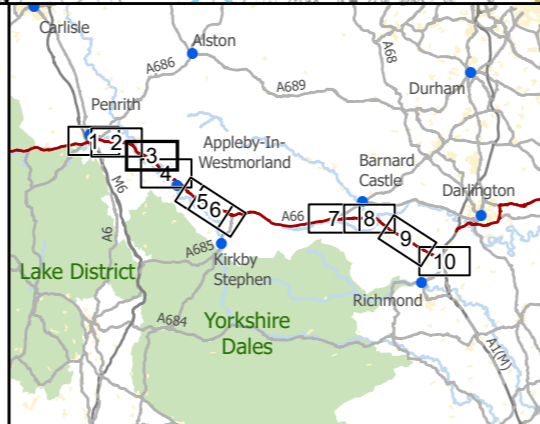 Carlisle
Alston
A68
A686
A689
Durham
Penrith
Appleby-In-
Westmorland
Barnard
Castle
Darlington
1
2
3
4
5
6
7
8
9
10
M6
A6
A66
A685
Kirkby
Stephen
Lake District
Richmond
A684
Yorkshire
Dales
A1(M)